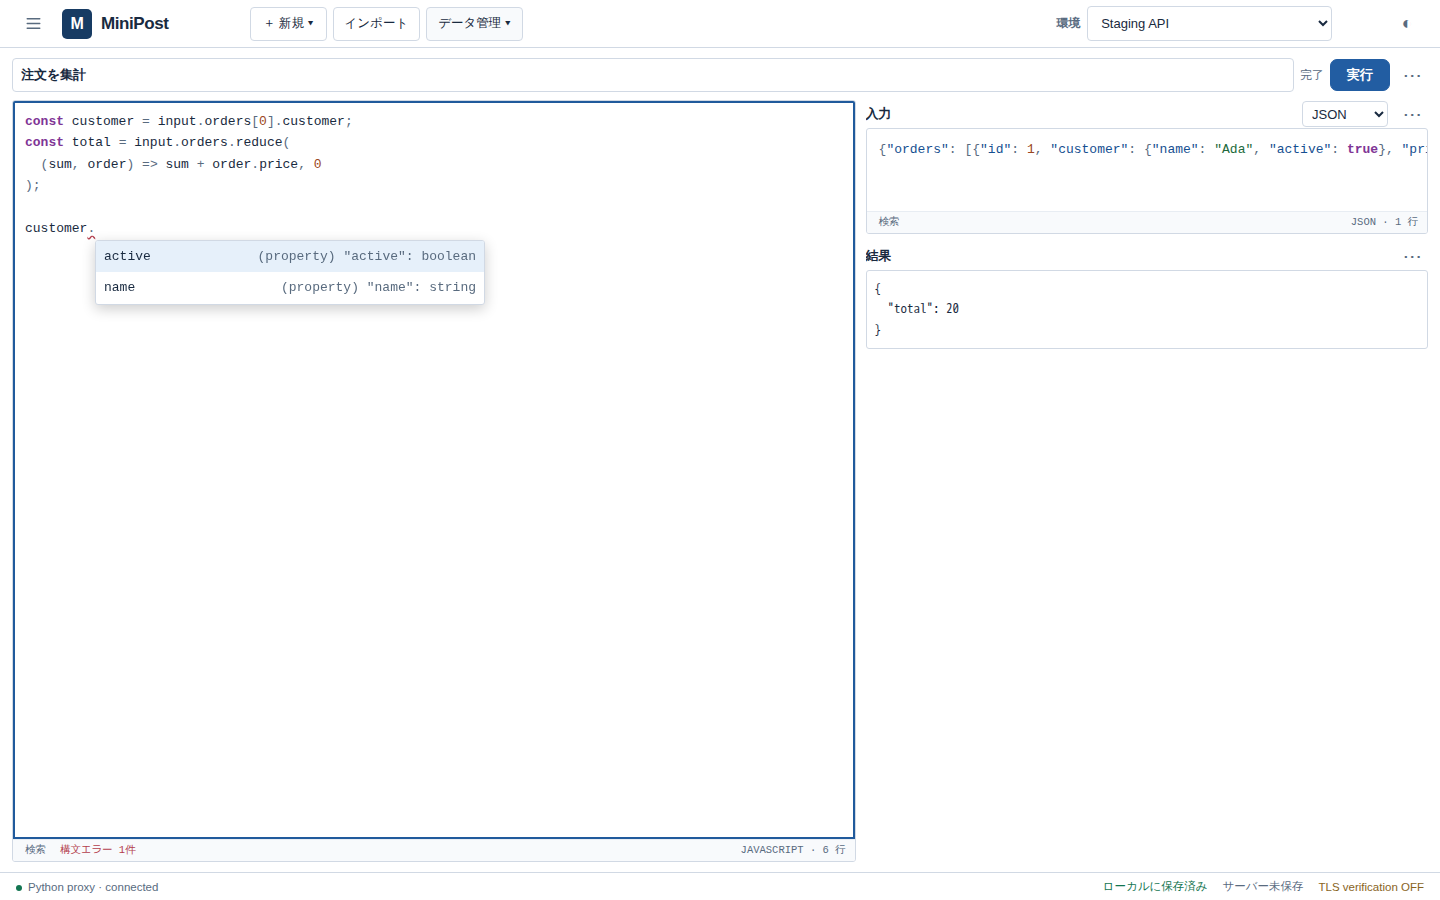 M MiniPost ＋ 新規 ▾ インポート データ管理 ▾ 環境 Staging API
注文を集計 完了 実行 ···
const customer = input.orders[0].customer;
const total = input.orders.reduce(
(sum, order) => sum + order.price, 0
);
customer.
active (property) "active": boolean
name (property) "name": string
検索 構文エラー 1件 JAVASCRIPT · 6 行
入力 JSON ···
{"orders": [{"id": 1, "customer": {"name": "Ada", "active": true}, "pri
検索 JSON · 1 行
結果 ···
{
"total": 20
}
Python proxy · connected ローカルに保存済み サーバー未保存 TLS verification OFF